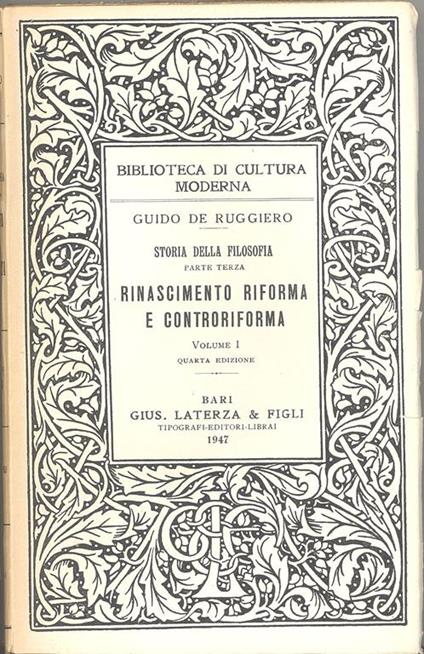 BIBLIOTECA DI CULTURA
MODERNA
GUIDO DE RUGGIERO
STORIA DELLA FILOSOFIA
PARTE TERZA
RINASCIMENTO RIFORMA
E CONTRORIFORMA
VOLUME I
QUARTA EDIZIONE
BARI
GIUS. LATERZA & FIGLI
TIPOGRAFI-EDITORI-LIBRAI
1947